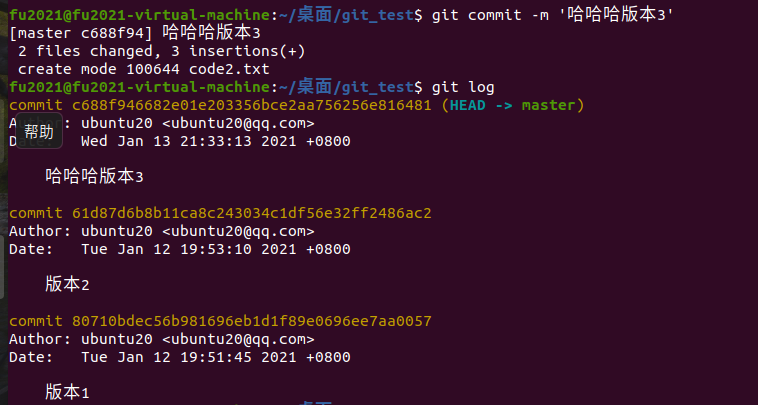 fu2021@fu2021-virtual-machine:~/桌面/git_test$ git commit -m '哈哈哈版本3'
[master c688f94] 哈哈哈版本3
 2 files changed, 3 insertions(+)
 create mode 100644 code2.txt
fu2021@fu2021-virtual-machine:~/桌面/git_test$ git log
commit c688f946682e01e203356bce2aa756256e816481 (HEAD -> master)
Author: ubuntu20 <ubuntu20@qq.com>
帮助
Date:   Wed Jan 13 21:33:13 2021 +0800
哈哈哈版本3
commit 61d87d6b8b11ca8c243034c1df56e32ff2486ac2
Author: ubuntu20 <ubuntu20@qq.com>
Date:   Tue Jan 12 19:53:10 2021 +0800
版本2
commit 80710bdec56b981696eb1d1f89e0696ee7aa0057
Author: ubuntu20 <ubuntu20@qq.com>
Date:   Tue Jan 12 19:51:45 2021 +0800
版本1